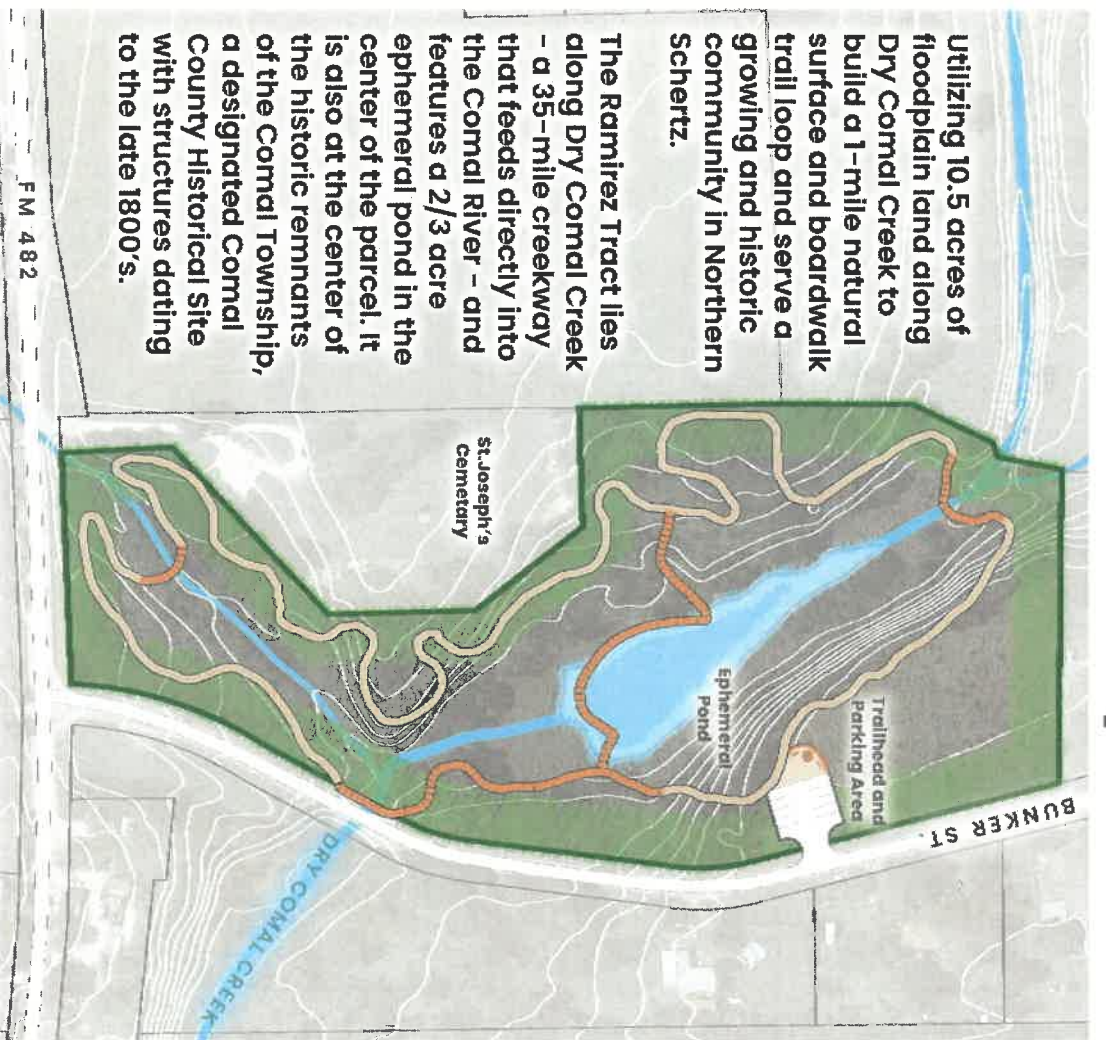 Utilizing 10.5 acres of
floodplain land along
Dry Comal Creek to
build a 1-mile natural
surface and boardwalk
trail loop and serve a
growing and historic
community in Northern
Schertz.
The Ramirez Tract lies
along Dry Comal Creek
- a 35-mile creekway
that feeds directly into
the Comal River - and
features a 2/3 acre
ephemeral pond in the
center of the parcel. It
is also at the center of
the historic remnants
of the Comal Township,
a designated Comal
County Historical Site
with structures dating
to the late 1800's.
FM 482
St.Joseph's
Cemetary
Ephemeral
Pond
Trailhead and
Parking Area
BUNKER ST.
DRY COMAL CREEK